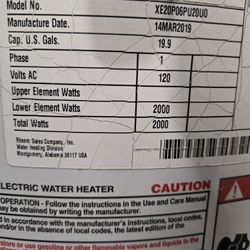 Model No. XE20P06PU20U0
Manufacture Date. 14MAR2019
Cap. U.S. Gals. 19.9
Phase 1
Volts AC 120
Upper Element Watts
Lower Element Watts 2000
Total Watts 2000
Rheem Sales Company, Inc.
Water Heating Division
Montgomery, Alabama 36117 USA
ELECTRIC WATER HEATER CAUTION
OPERATION - Follow the instructions in the Use and Care Manual
by writing the manufacturer.
d in accordance with the manufacturer's instructions, local codes,
and/or in absence of local codes, the latest edition of the
store or use gasoline or other flammable vapors and liquids in the